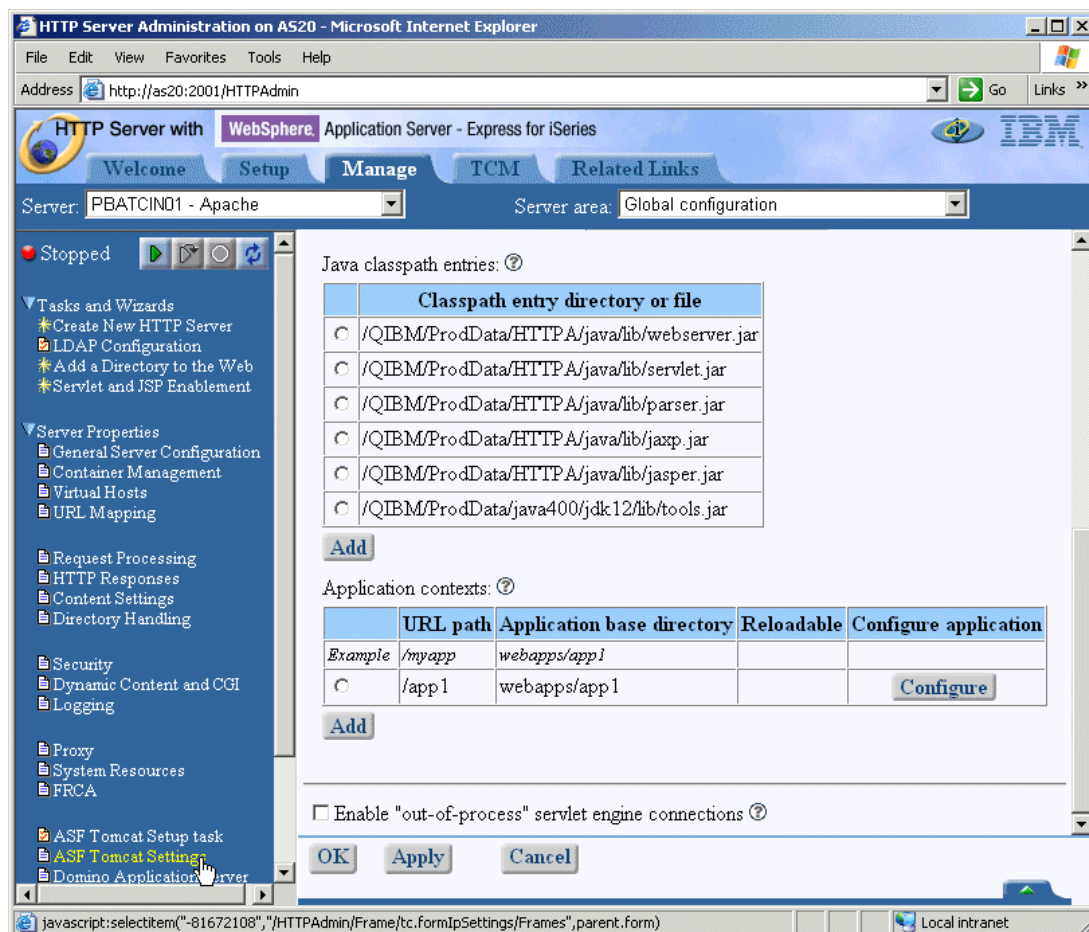 HTTP Server Administration on AS20 - Microsoft Internet Explorer
File Edit View Favorites Tools Help
Address http://as20:2001/HTTPAdmin Go Links »
HTTP Server with WebSphere. Application Server - Express for iSeries IBM
Welcome Setup Manage TCM Related Links
Server: PBATCIN01 - Apache Server area: Global configuration
Stopped
Tasks and Wizards
Create New HTTP Server
LDAP Configuration
Add a Directory to the Web
Servlet and JSP Enablement
Server Properties
General Server Configuration
Container Management
Virtual Hosts
URL Mapping
Request Processing
HTTP Responses
Content Settings
Directory Handling
Security
Dynamic Content and CGI
Logging
Proxy
System Resources
FRCA
ASF Tomcat Setup task
ASF Tomcat Settings
Domino Application Server
Java classpath entries: ?
Classpath entry directory or file
/QIBM/ProdData/HTTPA/java/lib/webserver.jar
/QIBM/ProdData/HTTPA/java/lib/servlet.jar
/QIBM/ProdData/HTTPA/java/lib/parser.jar
/QIBM/ProdData/HTTPA/java/lib/jaxp.jar
/QIBM/ProdData/HTTPA/java/lib/jasper.jar
/QIBM/ProdData/java400/jdk12/lib/tools.jar
Add
Application contexts: ?
URL path Application base directory Reloadable Configure application
Example /myapp webapps/app1
/app1 webapps/app1 Configure
Add
Enable "out-of-process" servlet engine connections ?
OK Apply Cancel
javascript:selectitem("-81672108","/HTTPAdmin/Frame/tc.formIpSettings/Frames",parent.form) Local intranet